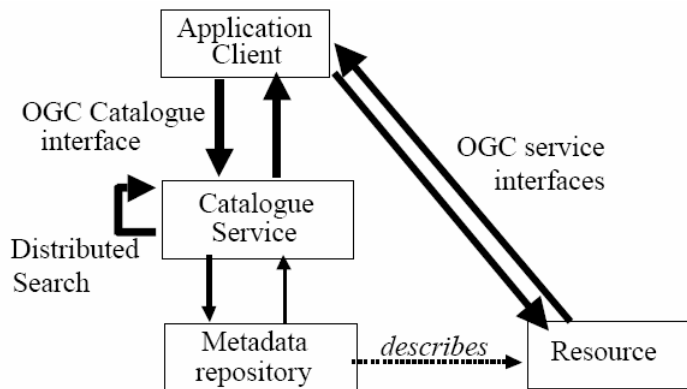 Application
Client
OGC Catalogue
interface
OGC service
interfaces
Catalogue
Service
Distributed
Search
Metadata
repository
describes
Resource